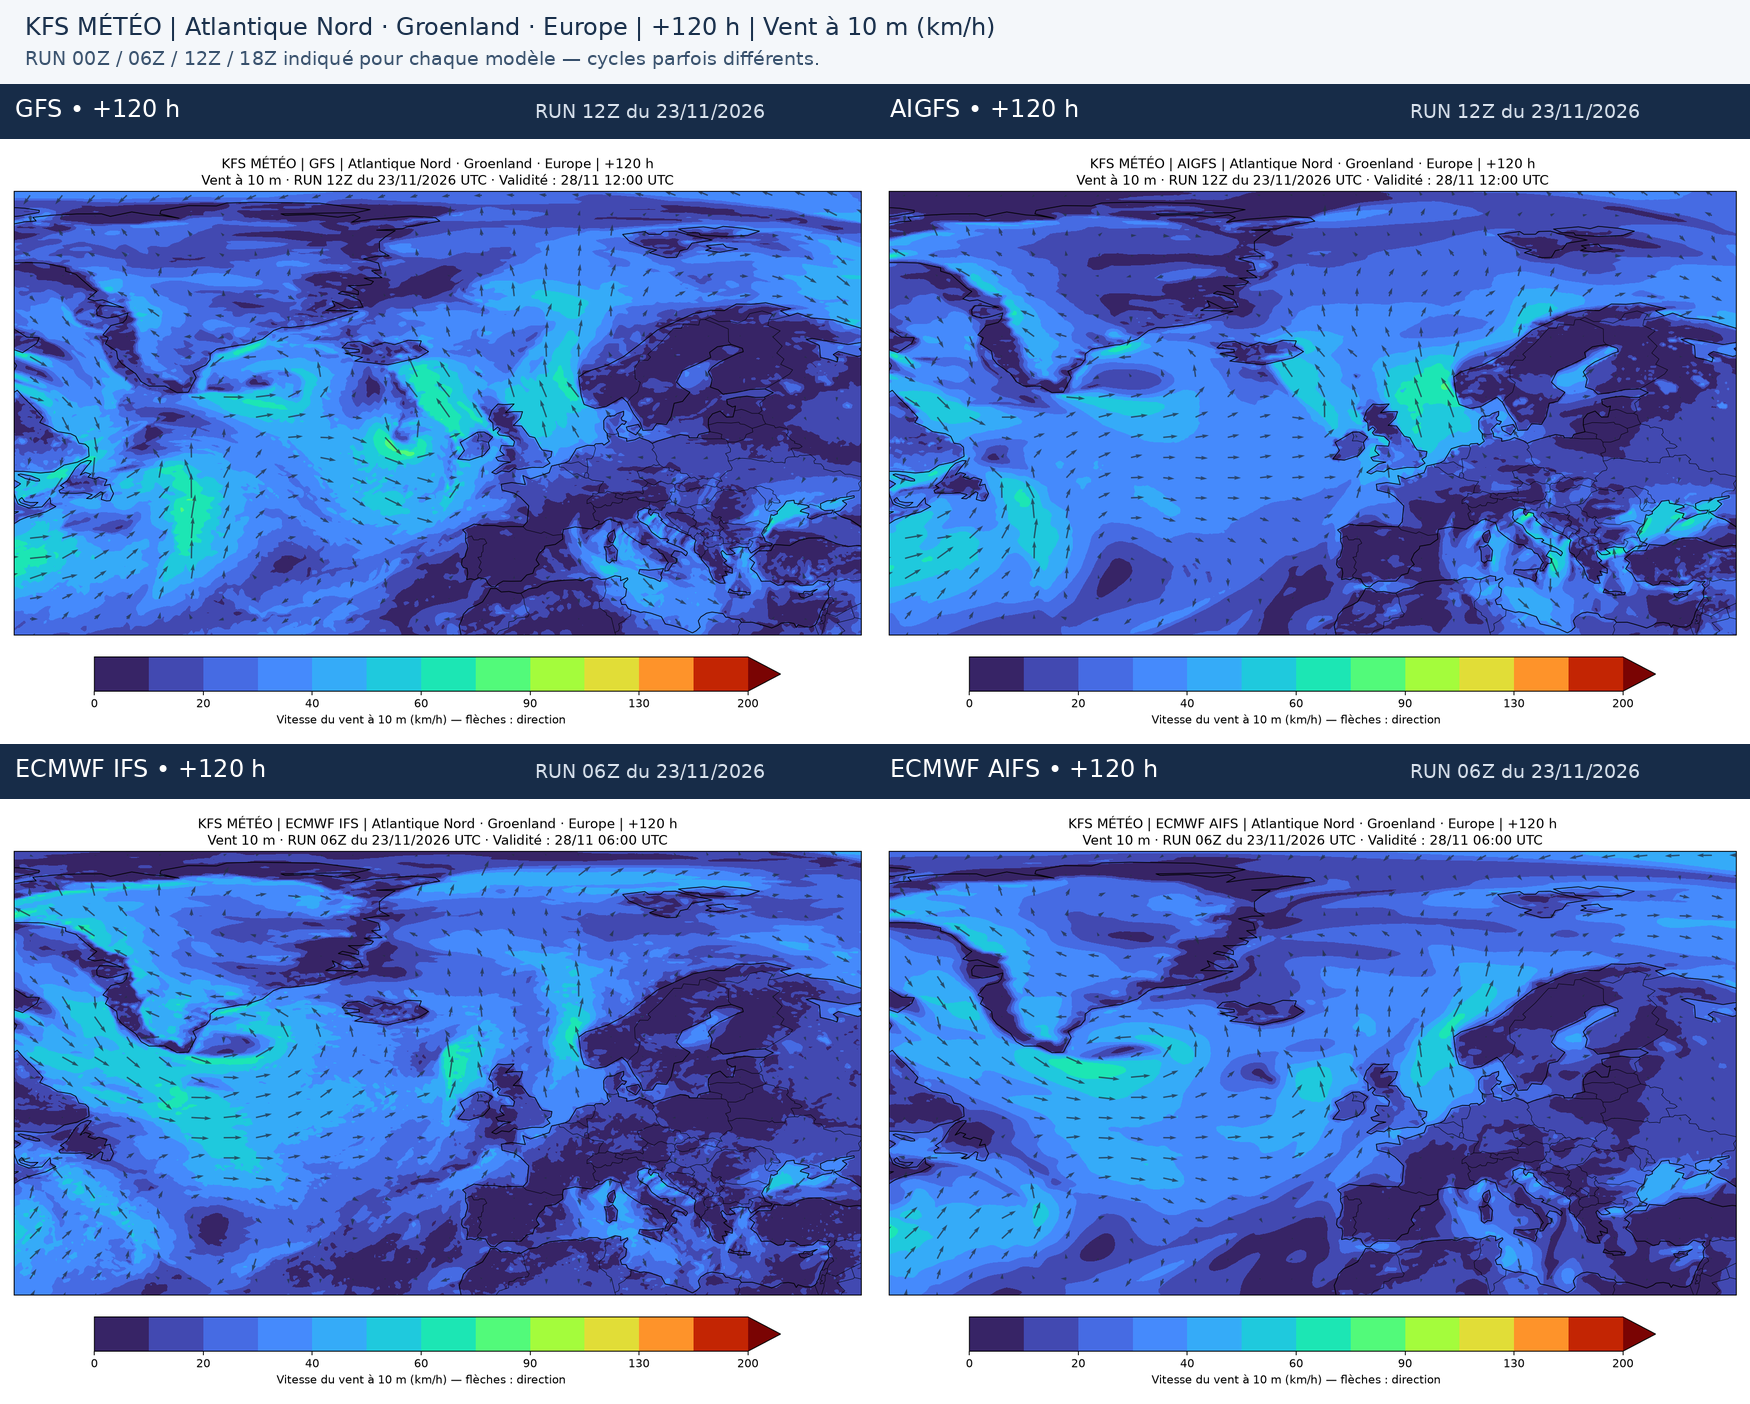 KFS MÉTÉO | Atlantique Nord · Groenland · Europe | +120 h | Vent à 10 m (km/h)
RUN 00Z / 06Z / 12Z / 18Z indiqué pour chaque modèle — cycles parfois différents.
GFS • +120 h
RUN 12Z du 23/11/2026
KFS MÉTÉO | GFS | Atlantique Nord · Groenland · Europe | +120 h
Vent à 10 m · RUN 12Z du 23/11/2026 UTC · Validité : 28/11 12:00 UTC
0 20 40 60 90 130 200
Vitesse du vent à 10 m (km/h) — flèches : direction
AIGFS • +120 h
RUN 12Z du 23/11/2026
KFS MÉTÉO | AIGFS | Atlantique Nord · Groenland · Europe | +120 h
Vent à 10 m · RUN 12Z du 23/11/2026 UTC · Validité : 28/11 12:00 UTC
0 20 40 60 90 130 200
Vitesse du vent à 10 m (km/h) — flèches : direction
ECMWF IFS • +120 h
RUN 06Z du 23/11/2026
KFS MÉTÉO | ECMWF IFS | Atlantique Nord · Groenland · Europe | +120 h
Vent 10 m · RUN 06Z du 23/11/2026 UTC · Validité : 28/11 06:00 UTC
0 20 40 60 90 130 200
Vitesse du vent à 10 m (km/h) — flèches : direction
ECMWF AIFS • +120 h
RUN 06Z du 23/11/2026
KFS MÉTÉO | ECMWF AIFS | Atlantique Nord · Groenland · Europe | +120 h
Vent 10 m · RUN 06Z du 23/11/2026 UTC · Validité : 28/11 06:00 UTC
0 20 40 60 90 130 200
Vitesse du vent à 10 m (km/h) — flèches : direction